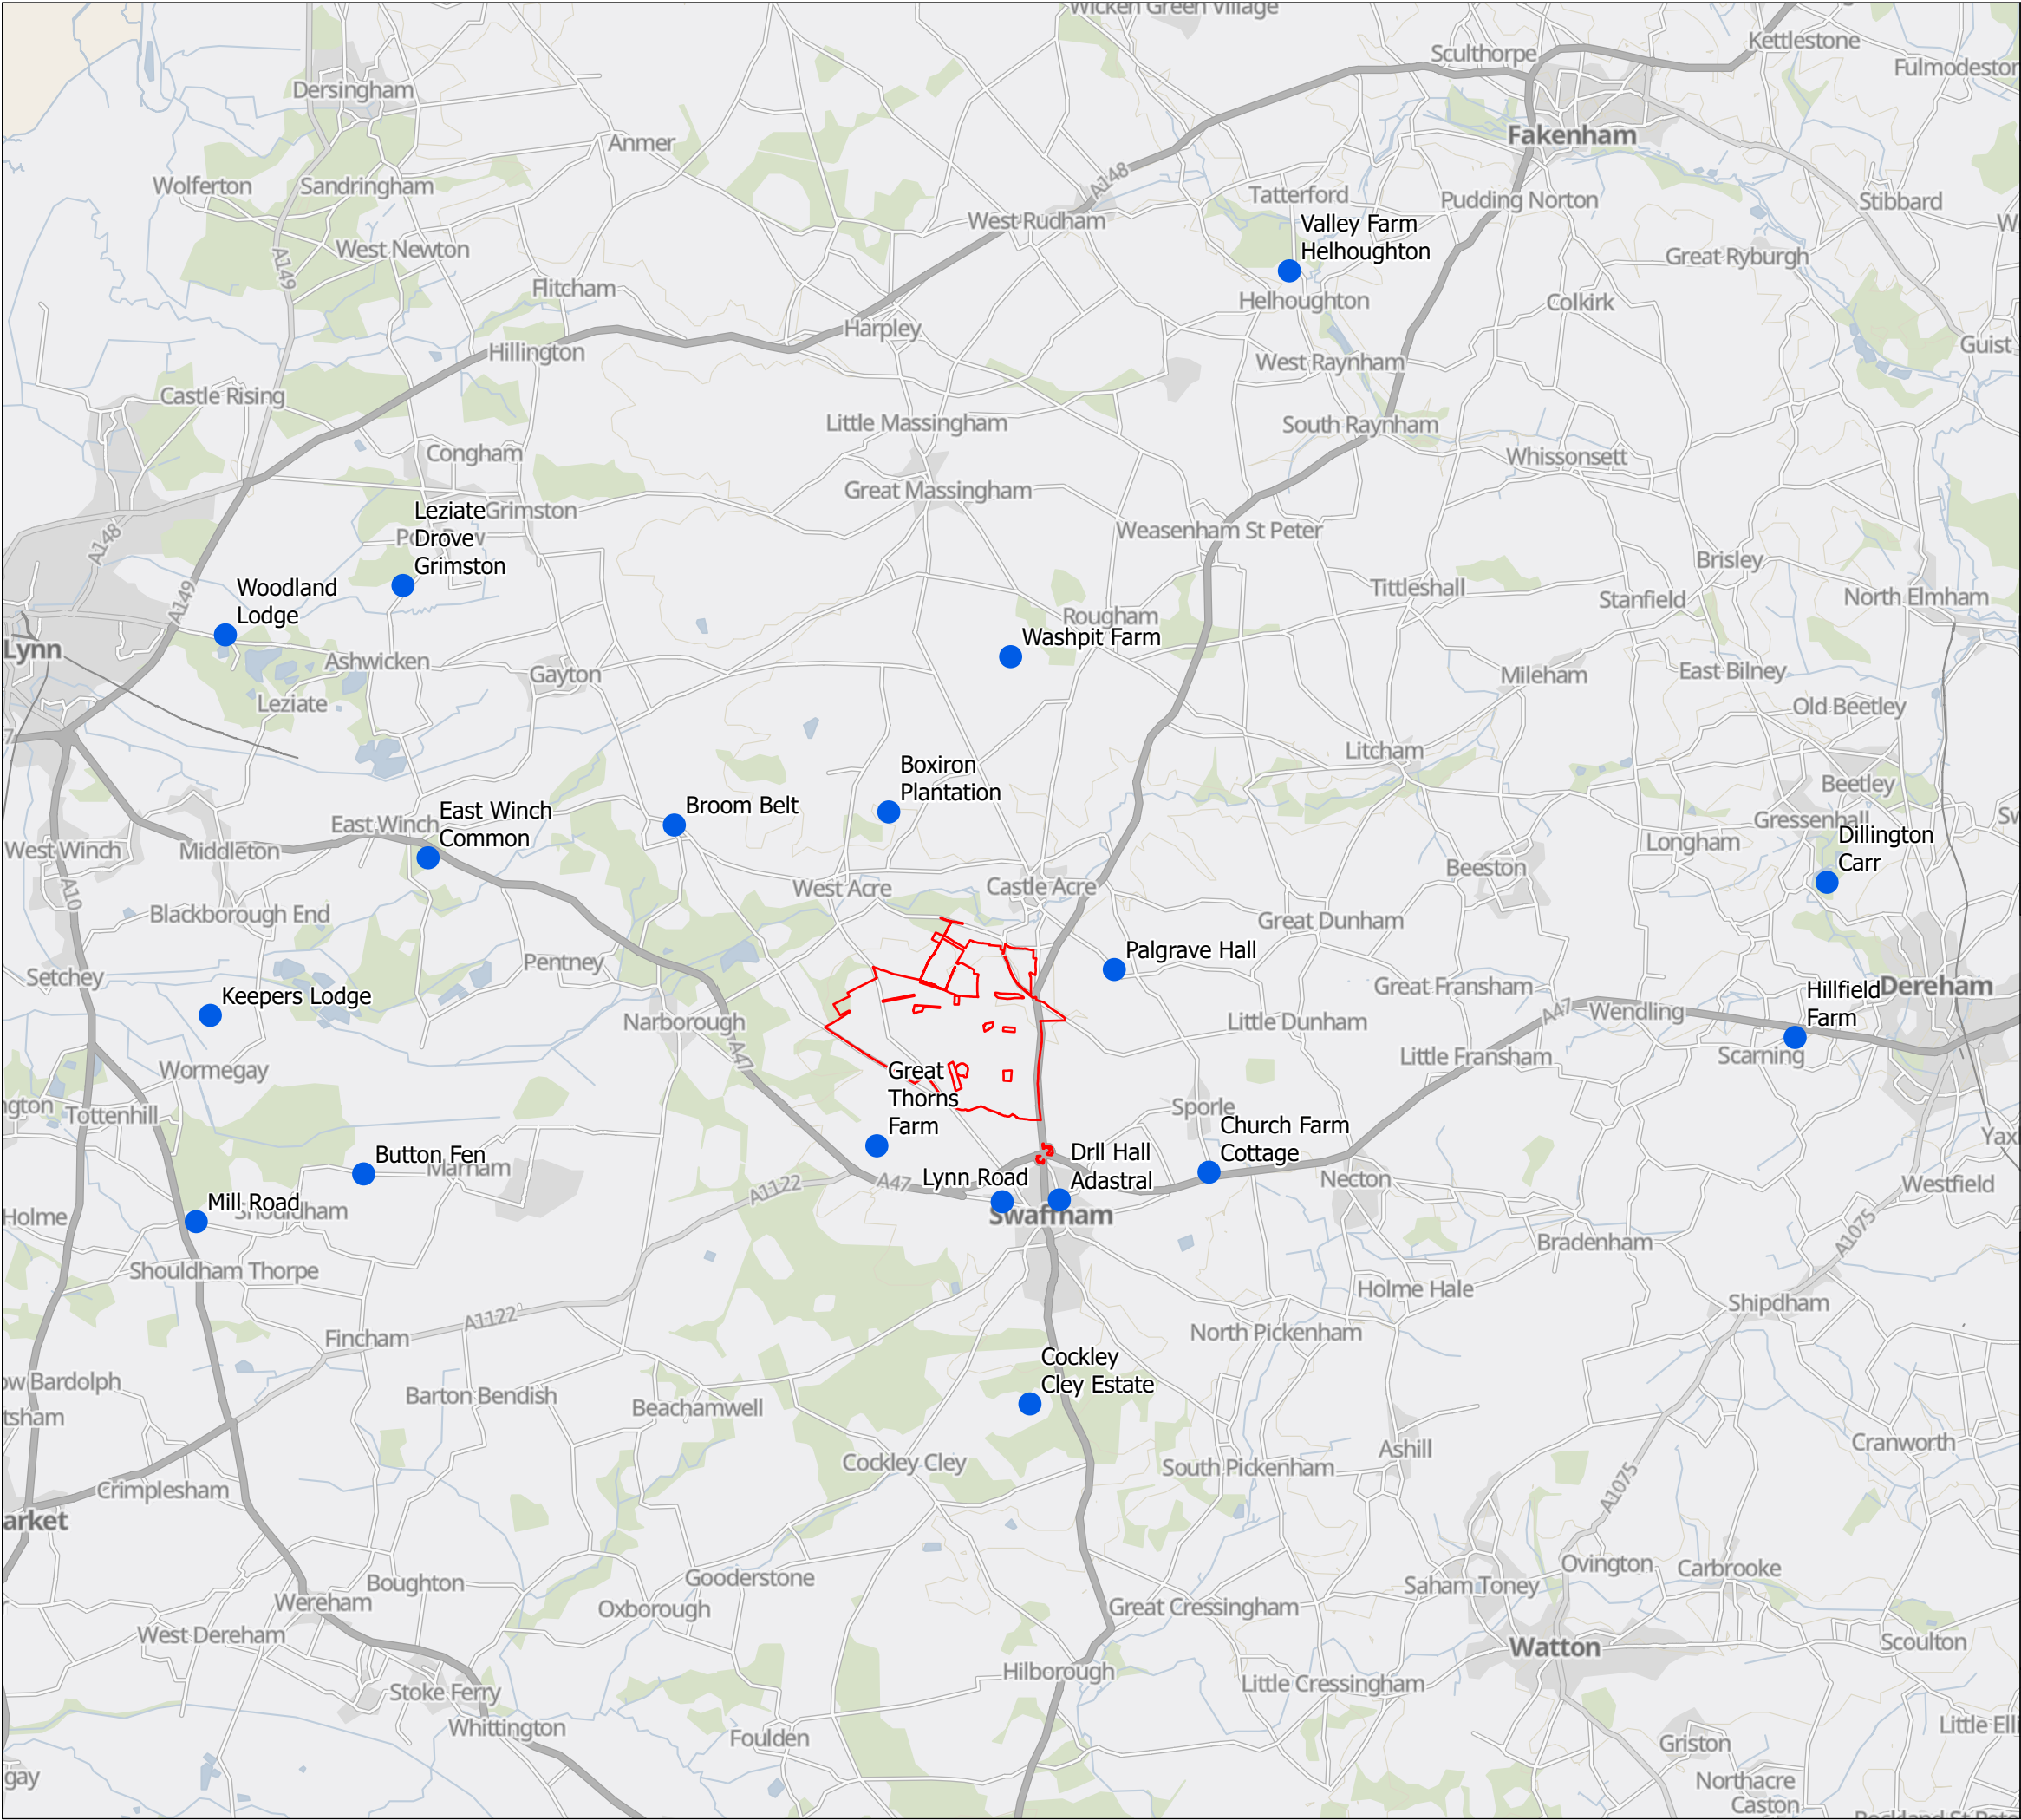 Wicken Green Village
Kettlestone
Sculthorpe
Fulmodeston
Dersingham
Fakenham
Anmer
Wolferton
Sandringham
A148
Tatterford
Pudding Norton
Stibbard
West Rudham
Valley Farm
Helhoughton
West Newton
A149
Great Ryburgh
Flitcham
Helhoughton
Colkirk
Harpley
Guist
Hillington
West Raynham
Castle Rising
Little Massingham
South Raynham
Congham
Whissonsett
Great Massingham
Leziate
Drove
Grimston
Grimston
Weasenham St Peter
A148
Brisley
Woodland
Lodge
A149
Tittleshall
Stanfield
North Elmham
Rougham
Washpit Farm
Lynn
Ashwicken
Gayton
Mileham
East Bilney
Leziate
Old Beetley
Litcham
Boxiron
Plantation
Beetley
East Winch
Common
Broom Belt
East Winch
Gressenhall
Dillington
Carr
West Winch
Middleton
Longham
Beeston
A10
West Acre
Castle Acre
Blackborough End
Great Dunham
Palgrave Hall
Setchey
Pentney
Great Fransham
Dereham
Keepers Lodge
Hillfield
Farm
Narborough
Little Dunham
A47
Wendling
A47
Little Fransham
Scarning
Wormegay
Great
Thorns
Farm
Tottenhill
Sporle
Church Farm
Cottage
Button Fen
Marham
Drll Hall
Adastral
Lynn Road
A1122
A47
Necton
Westfield
Mill Road
Shouldham
Holme
Swaffham
A1075
Bradenham
Shouldham Thorpe
Holme Hale
Shipdham
A1122
Fincham
North Pickenham
Cockley
Cley Estate
ow Bardolph
Barton Bendish
Beachamwell
tsham
Ashill
Cranworth
Cockley Cley
South Pickenham
A1075
Crimplesham
arket
Ovington
Carbrooke
Boughton
Gooderstone
Saham Toney
Wereham
Oxborough
Great Cressingham
West Dereham
Watton
Scoulton
Hilborough
Little Cressingham
Stoke Ferry
Whittington
Foulden
Little Elli
Griston
gay
Northacre
Caston